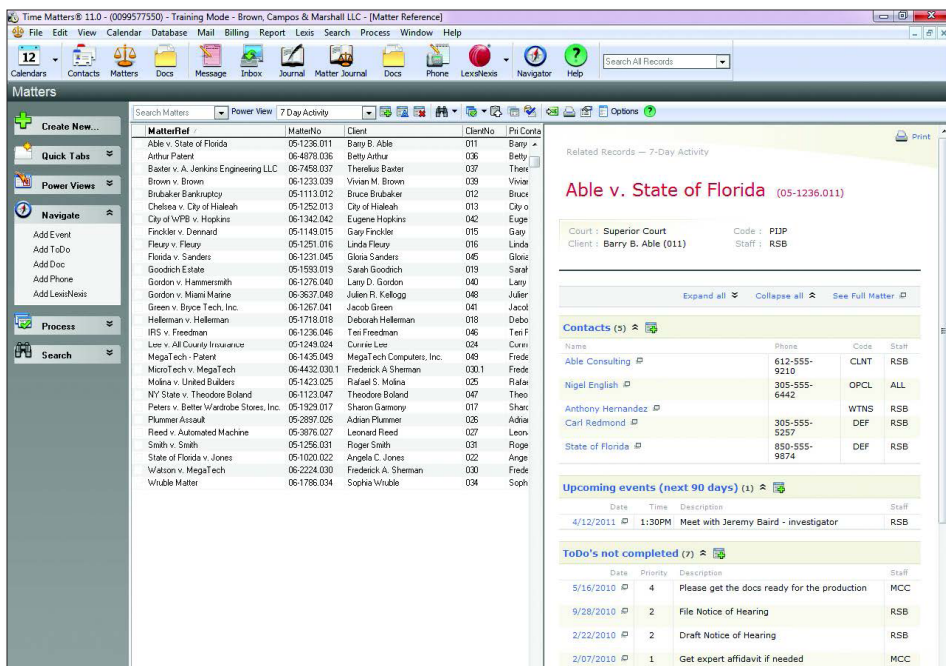 Time Matters® 11.0 - (0099577550) - Training Mode - Brown, Campos & Marshall LLC - [Matter Reference]
File Edit View Calendar Database Mail Billing Report Lexis Search Process Window Help
12
Search All Records
Calendars Contacts Matters Docs Message Inbox Journal Matter Journal Docs Phone LexisNexis Navigator Help
Matters
Create New...
Quick Tabs
Power Views
Navigate
Add Event
Add ToDo
Add Doc
Add Phone
Add LexisNexis
Process
Search
Search Matters Power View 7 Day Activity Options
MatterRef MatterNo Client ClientNo Pri Conta
Able v. State of Florida 05-1236.011 Barry B. Able 011 Barry
Arthur Patent 06-4878.036 Betty Arthur 036 Betty
Baxter v. A. Jenkins Engineering LLC 06-7458.037 Therelius Baxter 037 There
Brown v. Brown 06-1233.039 Vivian M. Brown 039 Vivian
Brubaker Bankruptcy 05-1113.012 Bruce Brubaker 012 Bruce
Chelsea v. City of Hialeah 05-1252.013 City of Hialeah 013 City o
City of WPB v. Hopkins 06-1342.042 Eugene Hopkins 042 Euge
Finckler v. Dennard 05-1149.015 Gary Finckler 015 Gary
Fleury v. Fleury 05-1251.016 Linda Fleury 016 Linda
Florida v. Sanders 06-1231.045 Gloria Sanders 045 Gloria
Goodrich Estate 05-1593.019 Sarah Goodrich 019 Sarah
Gordon v. Hammersmith 06-1276.040 Larry D. Gordon 040 Larry
Gordon v. Miami Marine 06-3637.048 Julien R. Kellogg 048 Julien
Green v. Bryce Tech, Inc. 06-1267.041 Jacob Green 041 Jacob
Hellerman v. Hellerman 05-1718.018 Deborah Hellerman 018 Debo
IRS v. Freedman 06-1236.046 Teri Freedman 046 Teri F
Lee v. All County Insurance 05-1249.024 Connie Lee 024 Conni
MegaTech - Patent 06-1435.049 MegaTech Computers, Inc. 049 Frede
MicroTech v. MegaTech 06-4432.030.1 Frederick A Sherman 030.1 Frede
Molina v. United Builders 05-1423.025 Rafael S. Molina 025 Rafae
NY State v. Theodore Boland 06-1123.047 Theodore Boland 047 Theo
Peters v. Better Wardrobe Stores, Inc. 05-1929.017 Sharon Garmony 017 Sharo
Plummer Assault 05-2897.026 Adrian Plummer 026 Adria
Reed v. Automated Machine 05-3876.027 Leonard Reed 027 Leon
Smith v. Smith 05-1256.031 Roger Smith 031 Roge
State of Florida v. Jones 05-1020.022 Angela C. Jones 022 Ange
Watson v. MegaTech 06-2224.030 Frederick A. Sherman 030 Frede
Wruble Matter 06-1786.034 Sophia Wruble 034 Soph
Print
Related Records — 7-Day Activity
Able v. State of Florida (05-1236.011)
Court : Superior Court Code : PIJP
Client : Barry B. Able (011) Staff : RSB
Expand all Collapse all See Full Matter
Contacts (5)
Name Phone Code Staff
Able Consulting 612-555-9210 CLNT RSB
Nigel English 305-555-6442 OPCL ALL
Anthony Hernandez WTNS RSB
Carl Redmond 305-555-5257 DEF RSB
State of Florida 850-555-9874 DEF RSB
Upcoming events (next 90 days) (1)
Date Time Description Staff
4/12/2011 1:30PM Meet with Jeremy Baird - investigator RSB
ToDo's not completed (7)
Date Priority Description Staff
5/16/2010 4 Please get the docs ready for the production MCC
9/28/2010 2 File Notice of Hearing RSB
2/22/2010 2 Draft Notice of Hearing RSB
2/07/2010 1 Get expert affidavit if needed MCC